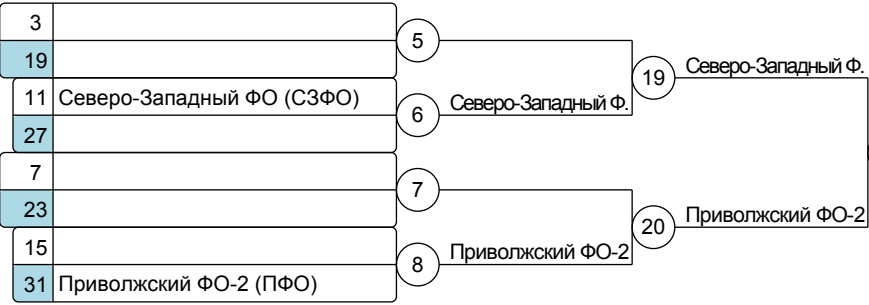 3
19
5
11 Северо-Западный ФО (СЗФО)
27
6 Северо-Западный Ф.
19 Северо-Западный Ф.
7
23
7
15
31 Приволжский ФО-2 (ПФО)
8 Приволжский ФО-2
20 Приволжский ФО-2